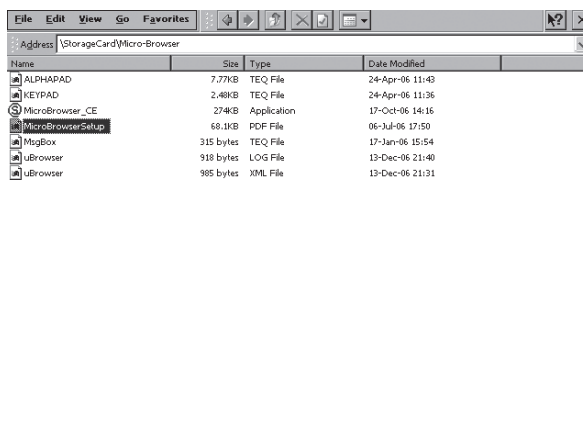 File Edit View Go Favorites
Address \StorageCard\Micro-Browser
Name Size Type Date Modified
ALPHAPAD 7.77KB TEQ File 24-Apr-06 11:43
KEYPAD 2.48KB TEQ File 24-Apr-06 11:36
MicroBrowser_CE 274KB Application 17-Oct-06 14:16
MicroBrowserSetup 68.1KB PDF File 06-Jul-06 17:50
MsgBox 315 bytes TEQ File 17-Jan-06 15:54
uBrowser 918 bytes LOG File 13-Dec-06 21:40
uBrowser 985 bytes XML File 13-Dec-06 21:31